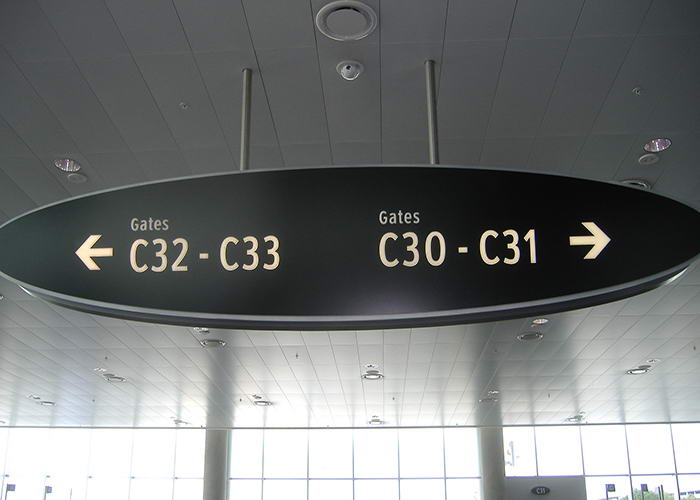 Gates
C32 - C33
Gates
C30 - C31